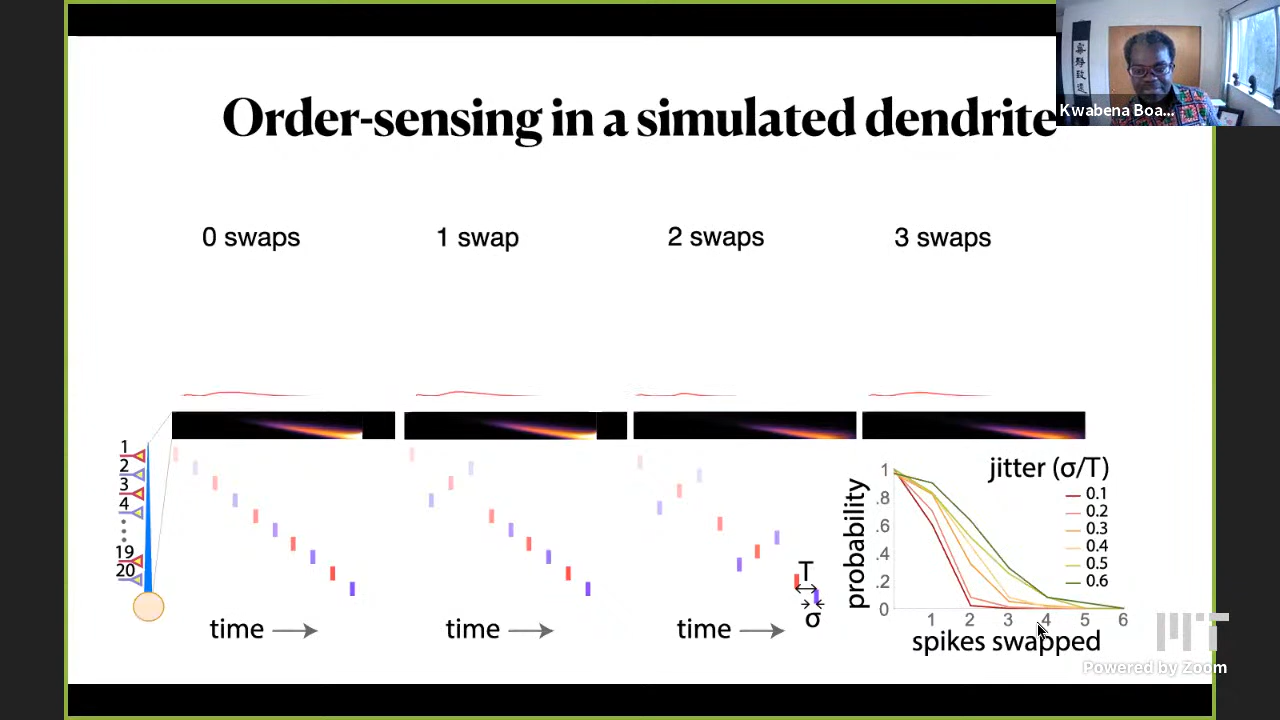 Order-sensing in a simulated dendrite
Kwabena Boa...
0 swaps
1 swap
2 swaps
3 swaps
1
2
3
4
19
20
time
time
time
T
σ
probability
1
.8
.6
.4
.2
0
jitter (σ/T)
0.1
0.2
0.3
0.4
0.5
0.6
1
2
3
4
5
6
spikes swapped
MIT
Powered by Zoom